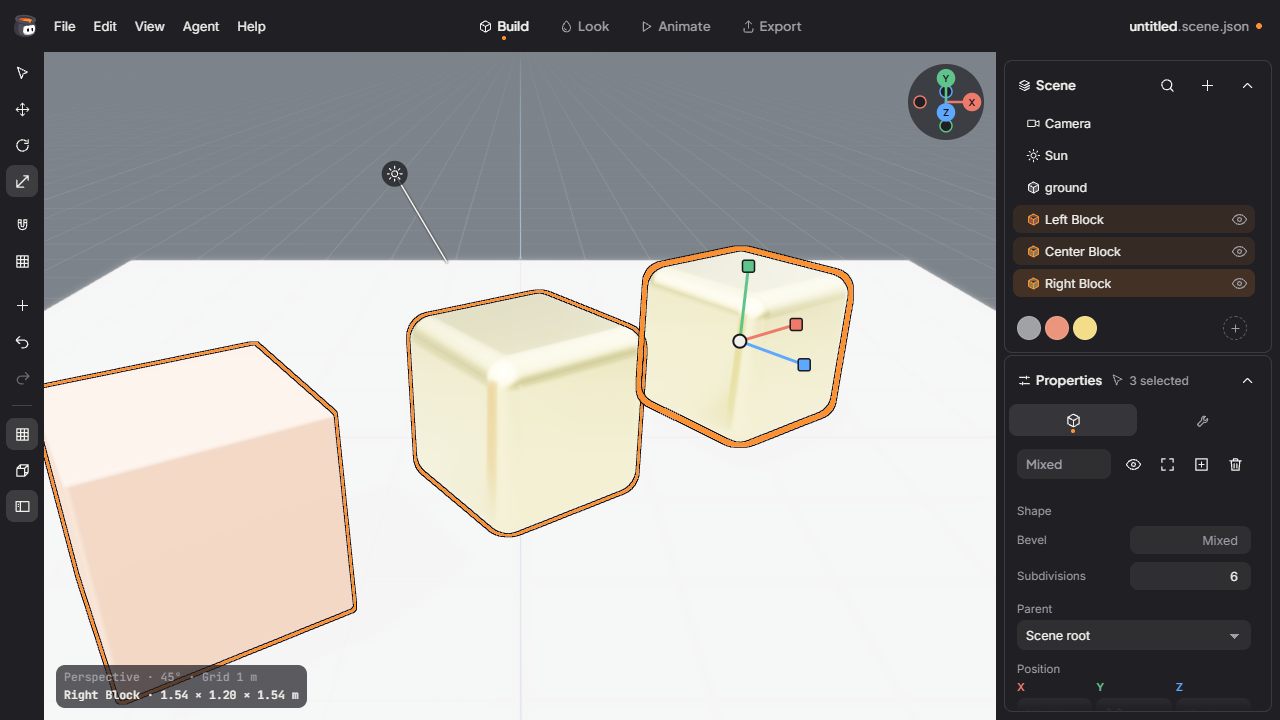 File Edit View Agent Help
Build Look Animate Export
untitled.scene.json
Y
X
Z
Scene
Camera
Sun
ground
Left Block
Center Block
Right Block
Properties 3 selected
Mixed
Shape
Bevel Mixed
Subdivisions 6
Parent
Scene root
Position
X Y Z
Perspective · 45° · Grid 1 m
Right Block · 1.54 × 1.20 × 1.54 m